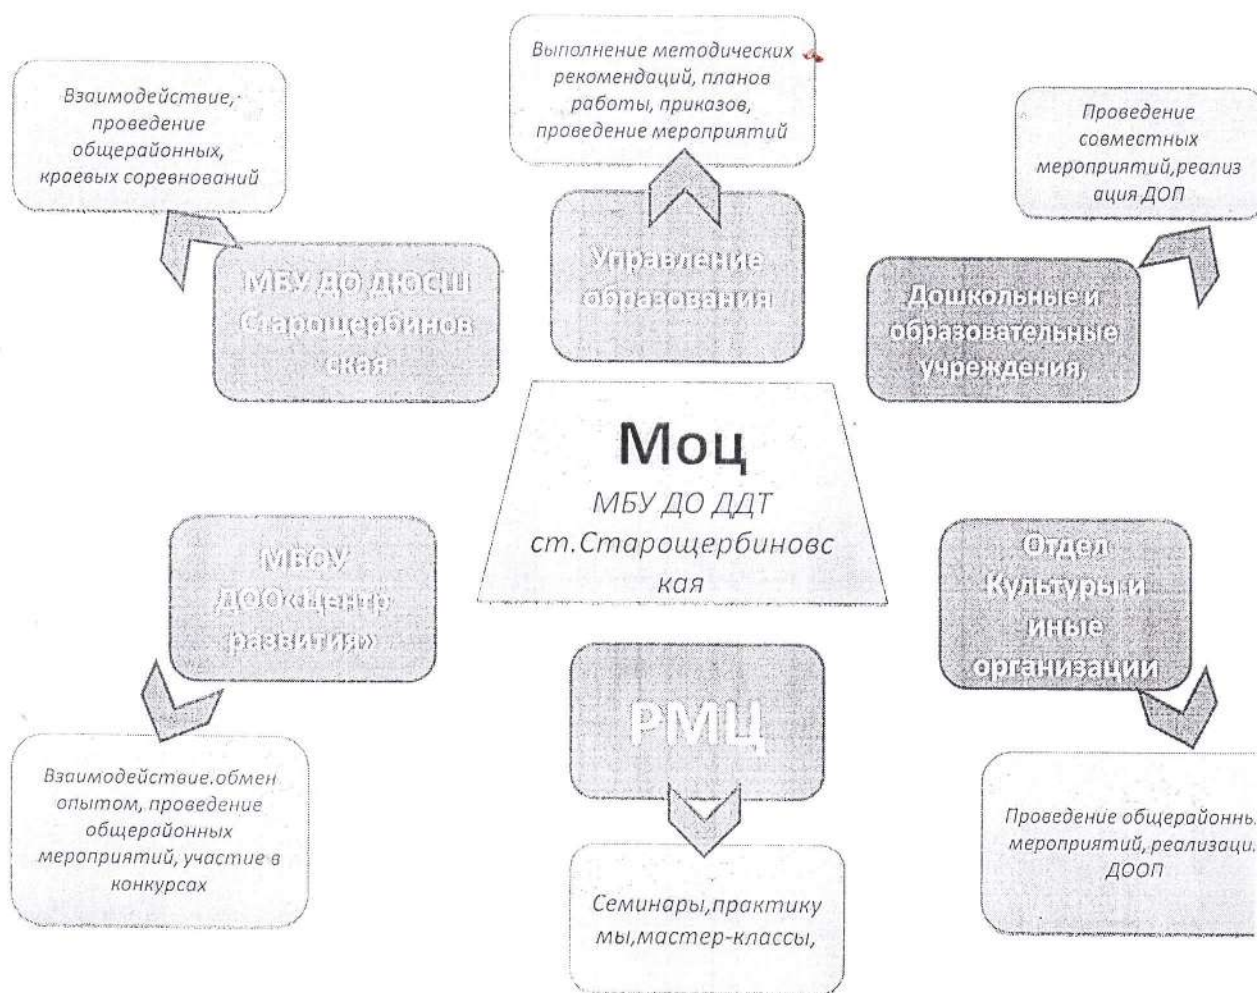 Выполнение методических
рекомендаций, планов
работы, приказов,
проведение мероприятий
Взаимодействие,
проведение
общерайонных,
краевых соревнований
Проведение
совместных
мероприятий,реализ
ация ДОП
МБУ ДО ДЮСШ
Старощербинов
ская
Управление
образования
Дошкольные и
образовательные
учреждения,
Моц
МБУ ДО ДДТ
ст.Старощербиновс
кая
МБОУ
ДОО«Центр
развития»
РМЦ
Отдел
Культуры и
иные
организации
Взаимодействие.обмен
опытом, проведение
общерайонных
мероприятий, участие в
конкурсах
Семинары,практику
мы,мастер-классы,
Проведение общерайонны
мероприятий, реализаци
ДООП